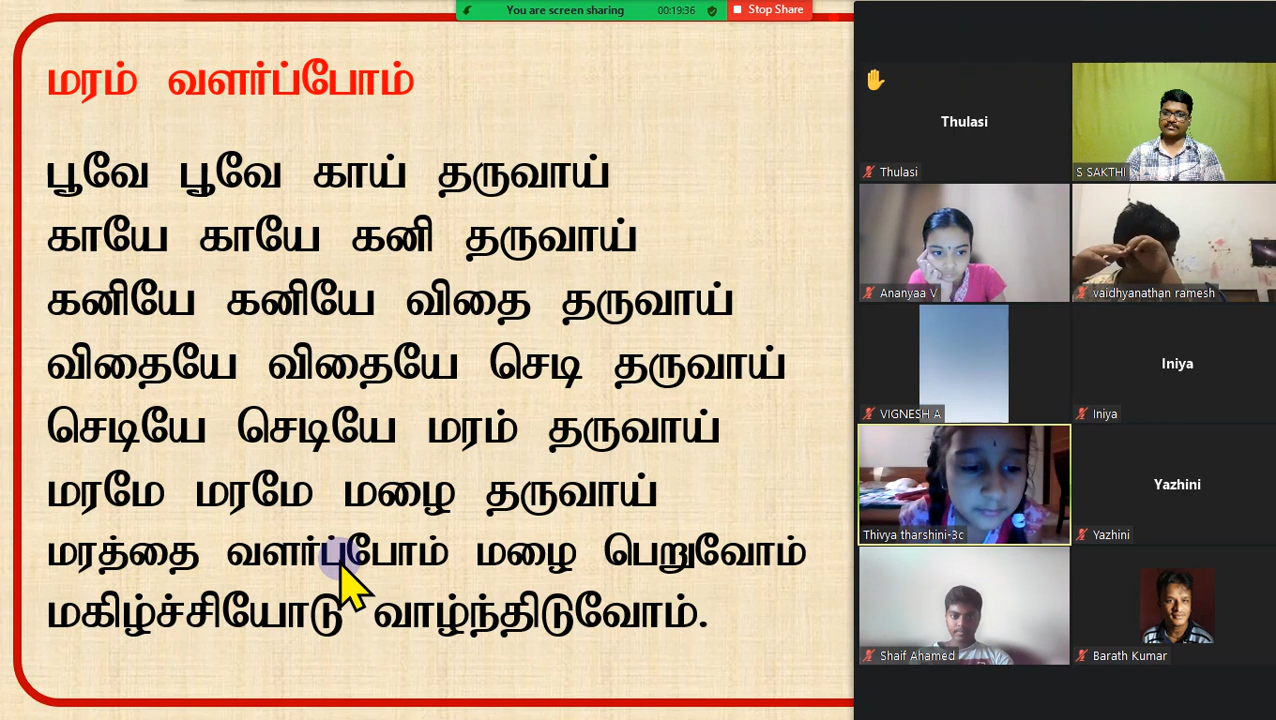 You are screen sharing 00:19:36 Stop Share
மரம் வளர்ப்போம்
பூவே பூவே காய் தருவாய்
காயே காயே கனி தருவாய்
கனியே கனியே விதை தருவாய்
விதையே விதையே செடி தருவாய்
செடியே செடியே மரம் தருவாய்
மரமே மரமே மழை தருவாய்
மரத்தை வளர்ப்போம் மழை பெறுவோம்
மகிழ்ச்சியோடு வாழ்ந்திடுவோம்.
Thulasi
Thulasi
S SAKTHI
Ananyaa V
vaidhyanathan ramesh
VIGNESH A
Iniya
Iniya
Thivya tharshini-3c
Yazhini
Yazhini
Shaif Ahamed
Barath Kumar